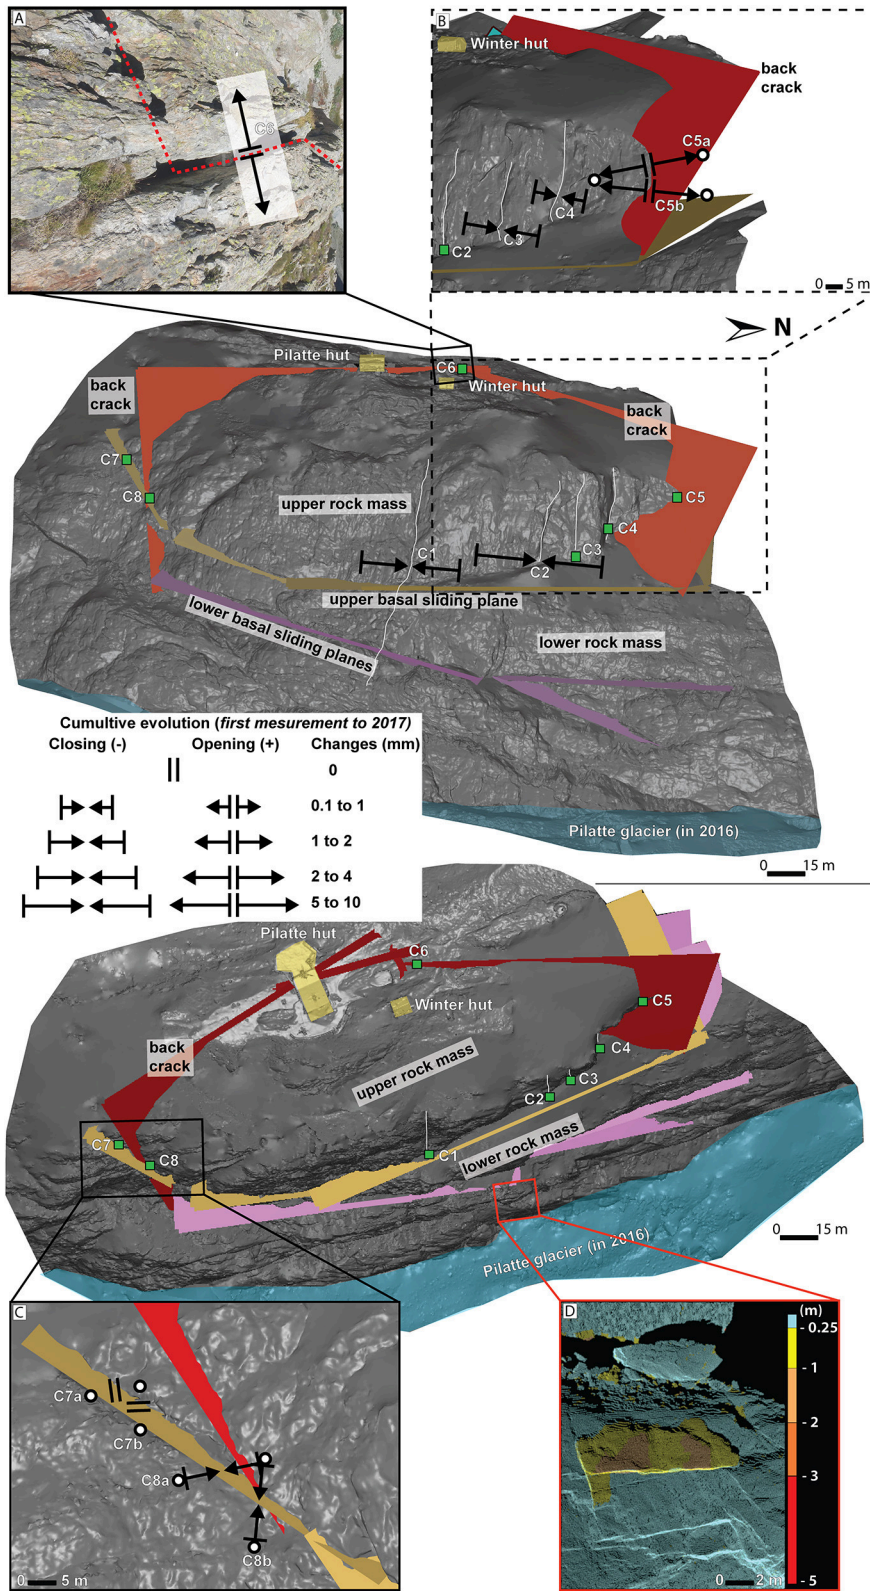 A
C6
B
Winter hut
back
crack
C5a
C5b
C4
C3
C2
0 5 m
N
Pilatte hut
C6
Winter hut
back
crack
back
crack
C7
C8
C5
upper rock mass
C4
C1
C3
C2
upper basal sliding plane
lower basal sliding planes
lower rock mass
Cumultive evolution (first mesurement to 2017)
Closing (-) Opening (+) Changes (mm)
0
0.1 to 1
1 to 2
2 to 4
5 to 10
Pilatte glacier (in 2016)
0 15 m
Pilatte hut
C6
Winter hut
C5
back
crack
C4
upper rock mass
C3
C2
C7
C8
C1
lower rock mass
0 15 m
Pilatte glacier (in 2016)
C
C7a
C7b
C8a
C8b
0 5 m
D
(m)
- 0.25
- 1
- 2
- 3
- 5
0 2 m